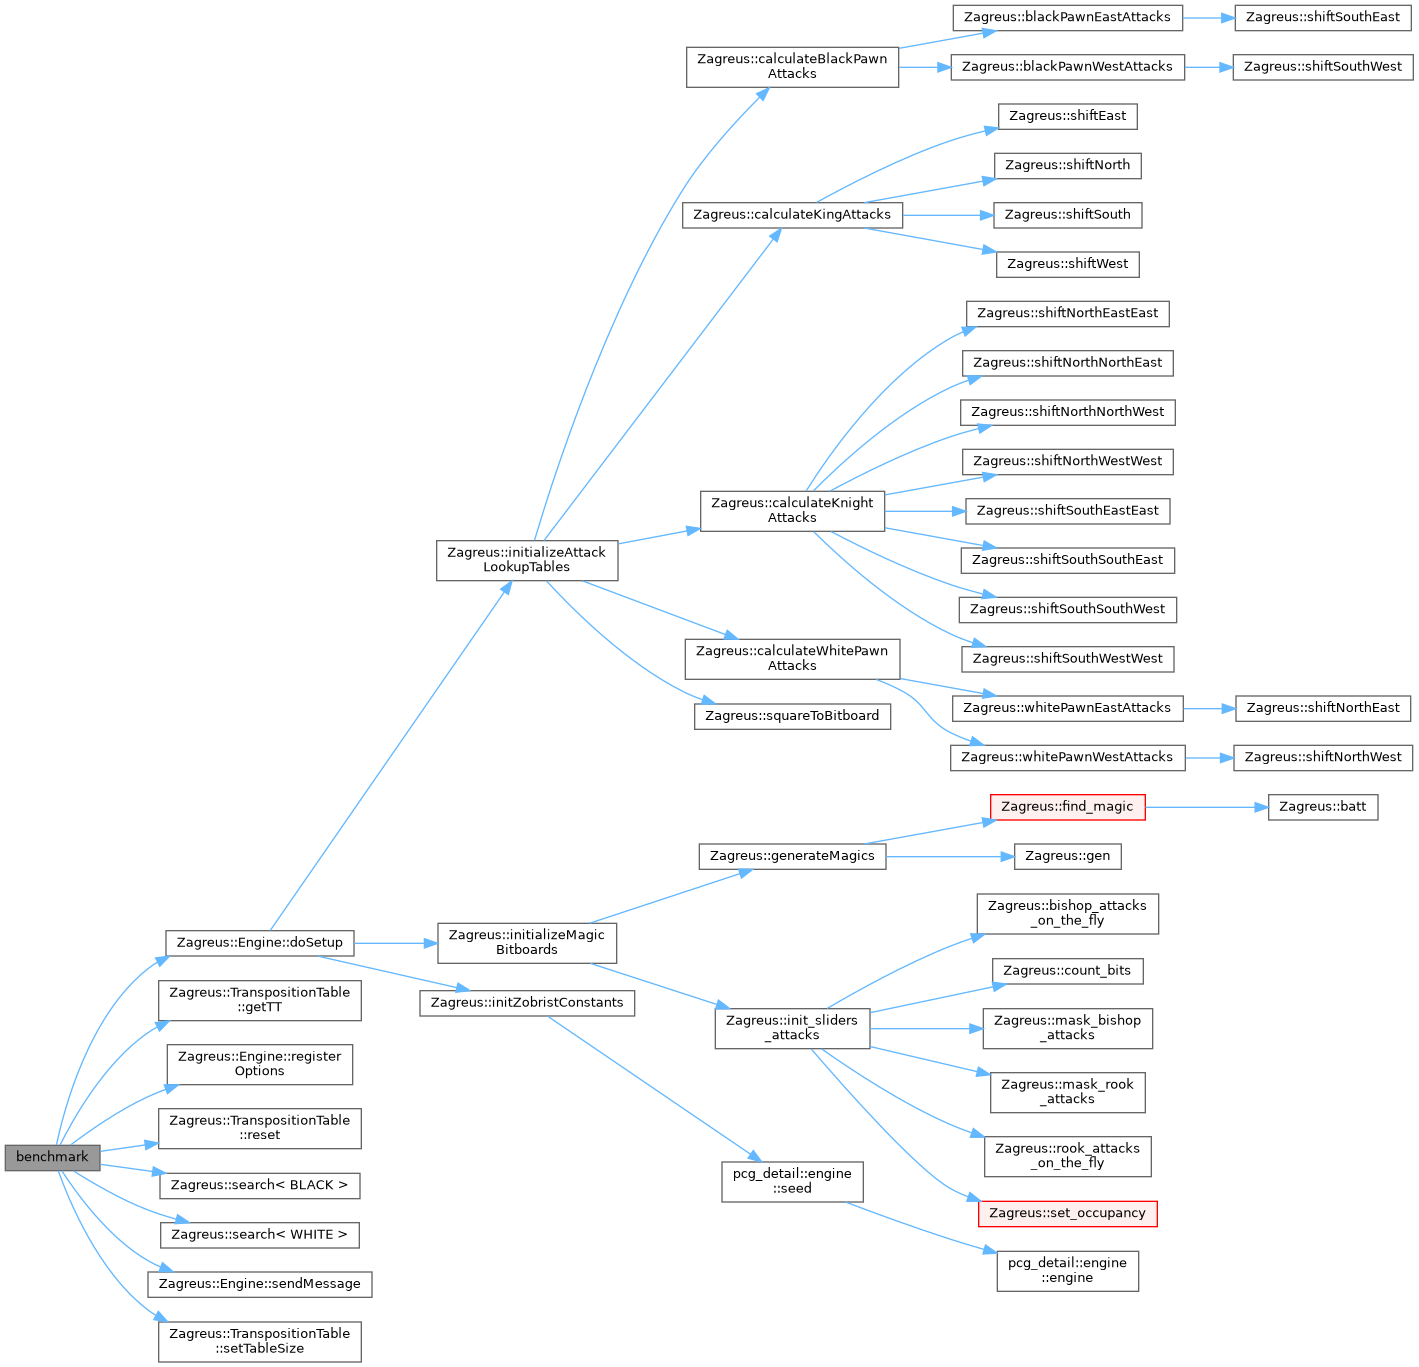 Zagreus::blackPawnEastAttacks
Zagreus::shiftSouthEast
Zagreus::calculateBlackPawn
Attacks
Zagreus::blackPawnWestAttacks
Zagreus::shiftSouthWest
Zagreus::shiftEast
Zagreus::shiftNorth
Zagreus::calculateKingAttacks
Zagreus::shiftSouth
Zagreus::shiftWest
Zagreus::shiftNorthEastEast
Zagreus::shiftNorthNorthEast
Zagreus::shiftNorthNorthWest
Zagreus::shiftNorthWestWest
Zagreus::calculateKnight
Attacks
Zagreus::shiftSouthEastEast
Zagreus::initializeAttack
LookupTables
Zagreus::shiftSouthSouthEast
Zagreus::shiftSouthSouthWest
Zagreus::calculateWhitePawn
Attacks
Zagreus::shiftSouthWestWest
Zagreus::squareToBitboard
Zagreus::whitePawnEastAttacks
Zagreus::shiftNorthEast
Zagreus::whitePawnWestAttacks
Zagreus::shiftNorthWest
Zagreus::find_magic
Zagreus::batt
Zagreus::generateMagics
Zagreus::gen
Zagreus::Engine::doSetup
Zagreus::initializeMagic
Bitboards
Zagreus::bishop_attacks
_on_the_fly
Zagreus::count_bits
Zagreus::TranspositionTable
::getTT
Zagreus::initZobristConstants
Zagreus::init_sliders
_attacks
Zagreus::mask_bishop
_attacks
Zagreus::Engine::register
Options
Zagreus::mask_rook
_attacks
Zagreus::TranspositionTable
::reset
Zagreus::rook_attacks
_on_the_fly
benchmark
Zagreus::search< BLACK >
pcg_detail::engine
::seed
Zagreus::set_occupancy
Zagreus::search< WHITE >
pcg_detail::engine
::engine
Zagreus::Engine::sendMessage
Zagreus::TranspositionTable
::setTableSize